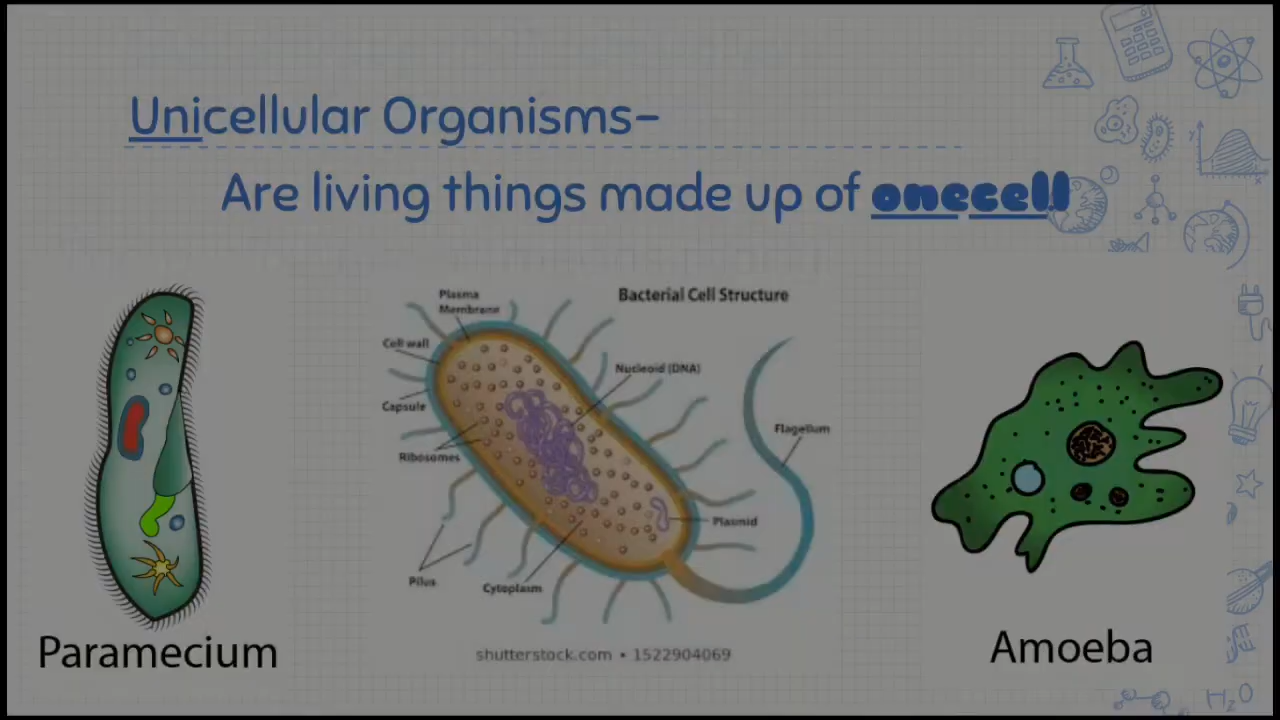 Unicellular Organisms-
Are living things made up of onecell
Plasma
Membrane
Bacterial Cell Structure
Cell wall
Nucleoid (DNA)
Capsule
Flagellum
Ribosomes
Plasmid
Pilus
Cytoplasm
Paramecium
shutterstock.com • 1522904069
Amoeba
H2O